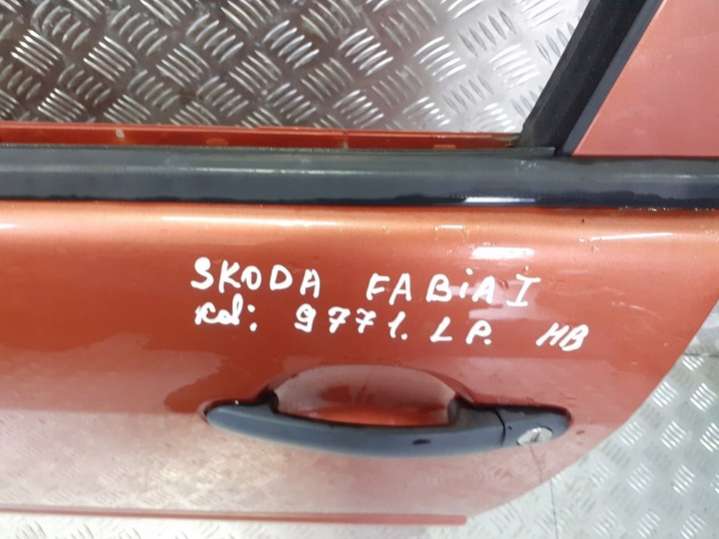 SKODA FABiA I
Kol: 9771. L P. HB